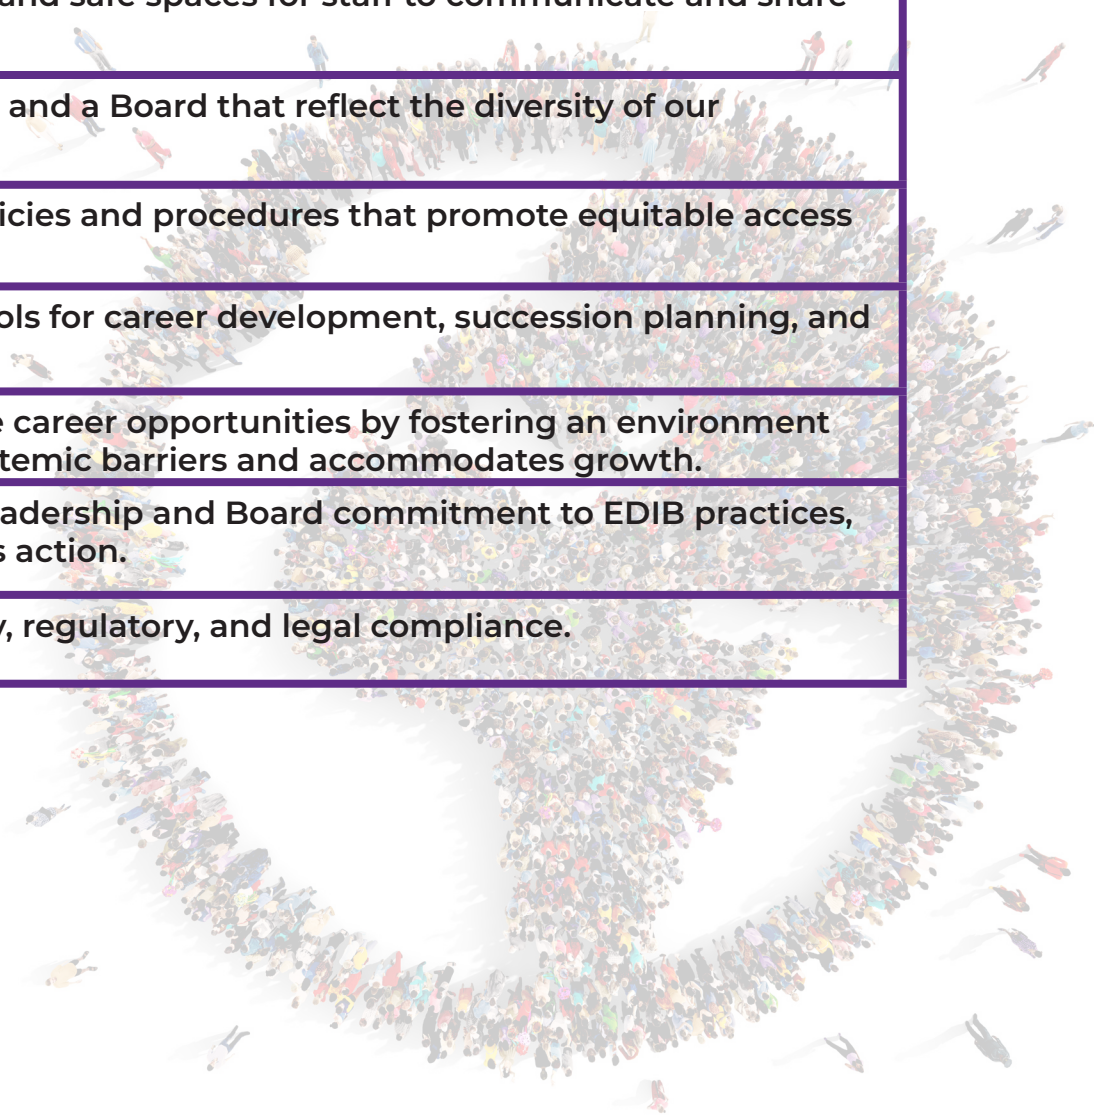 and safe spaces for staff to communicate and share
and a Board that reflect the diversity of our
icies and procedures that promote equitable access
ols for career development, succession planning, and
e career opportunities by fostering an environment
temic barriers and accommodates growth.
adership and Board commitment to EDIB practices,
s action.
y, regulatory, and legal compliance.